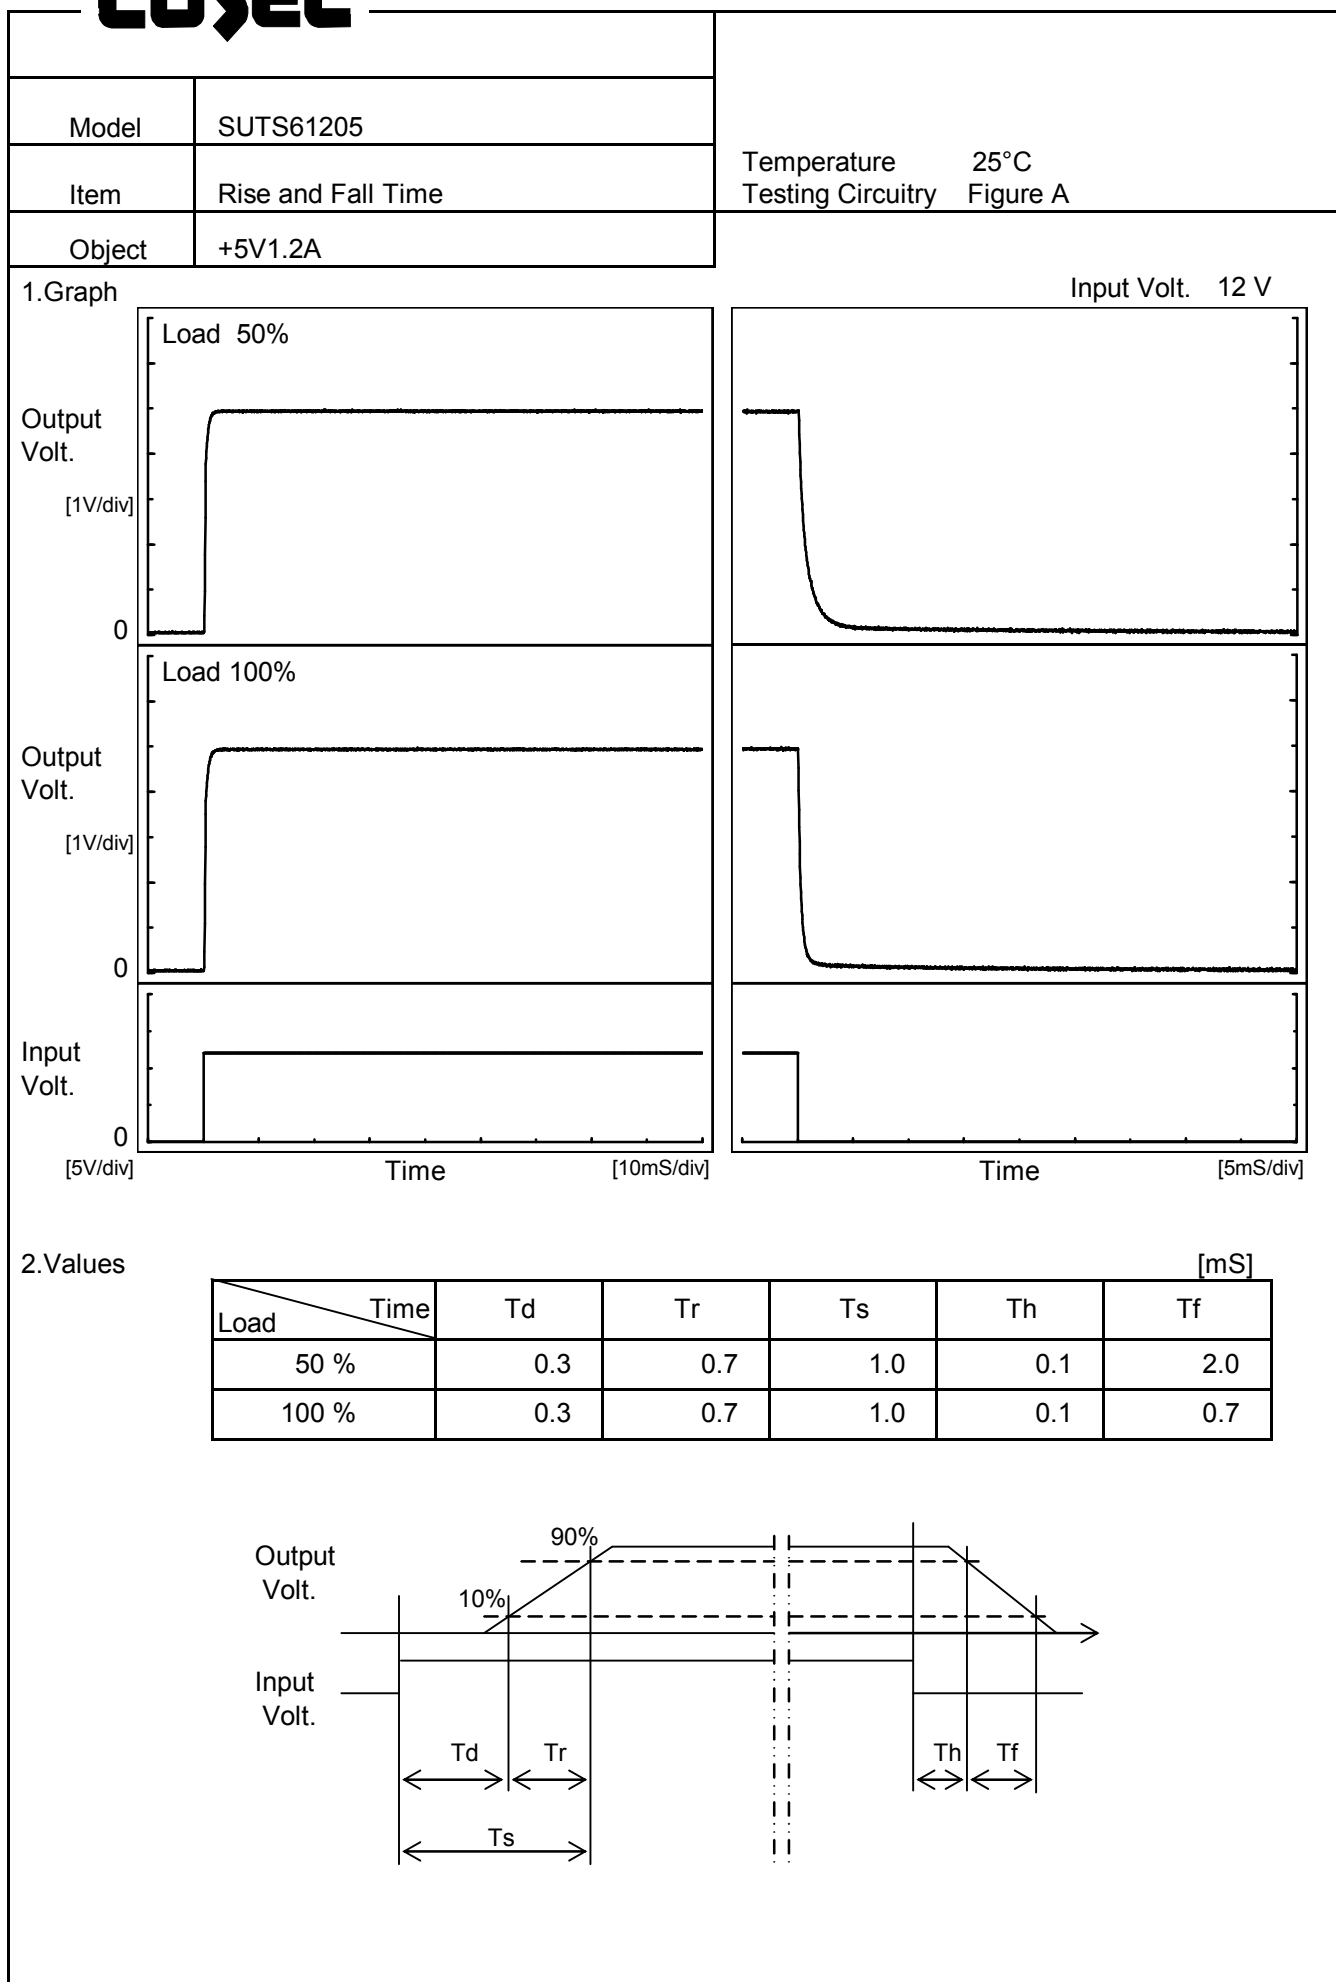 COSEL
Model SUTS61205
Item Rise and Fall Time
Object +5V1.2A
Temperature 25°C
Testing Circuitry Figure A
1.Graph
Input Volt. 12 V
Load 50%
Output
Volt.
[1V/div]
0
Load 100%
Output
Volt.
[1V/div]
0
Input
Volt.
0
[5V/div] Time [10mS/div] Time [5mS/div]
2.Values [mS]
Time
Load Td Tr Ts Th Tf
50 % 0.3 0.7 1.0 0.1 2.0
100 % 0.3 0.7 1.0 0.1 0.7
90%
Output
Volt.
10%
Input
Volt.
Td Tr Th Tf
Ts